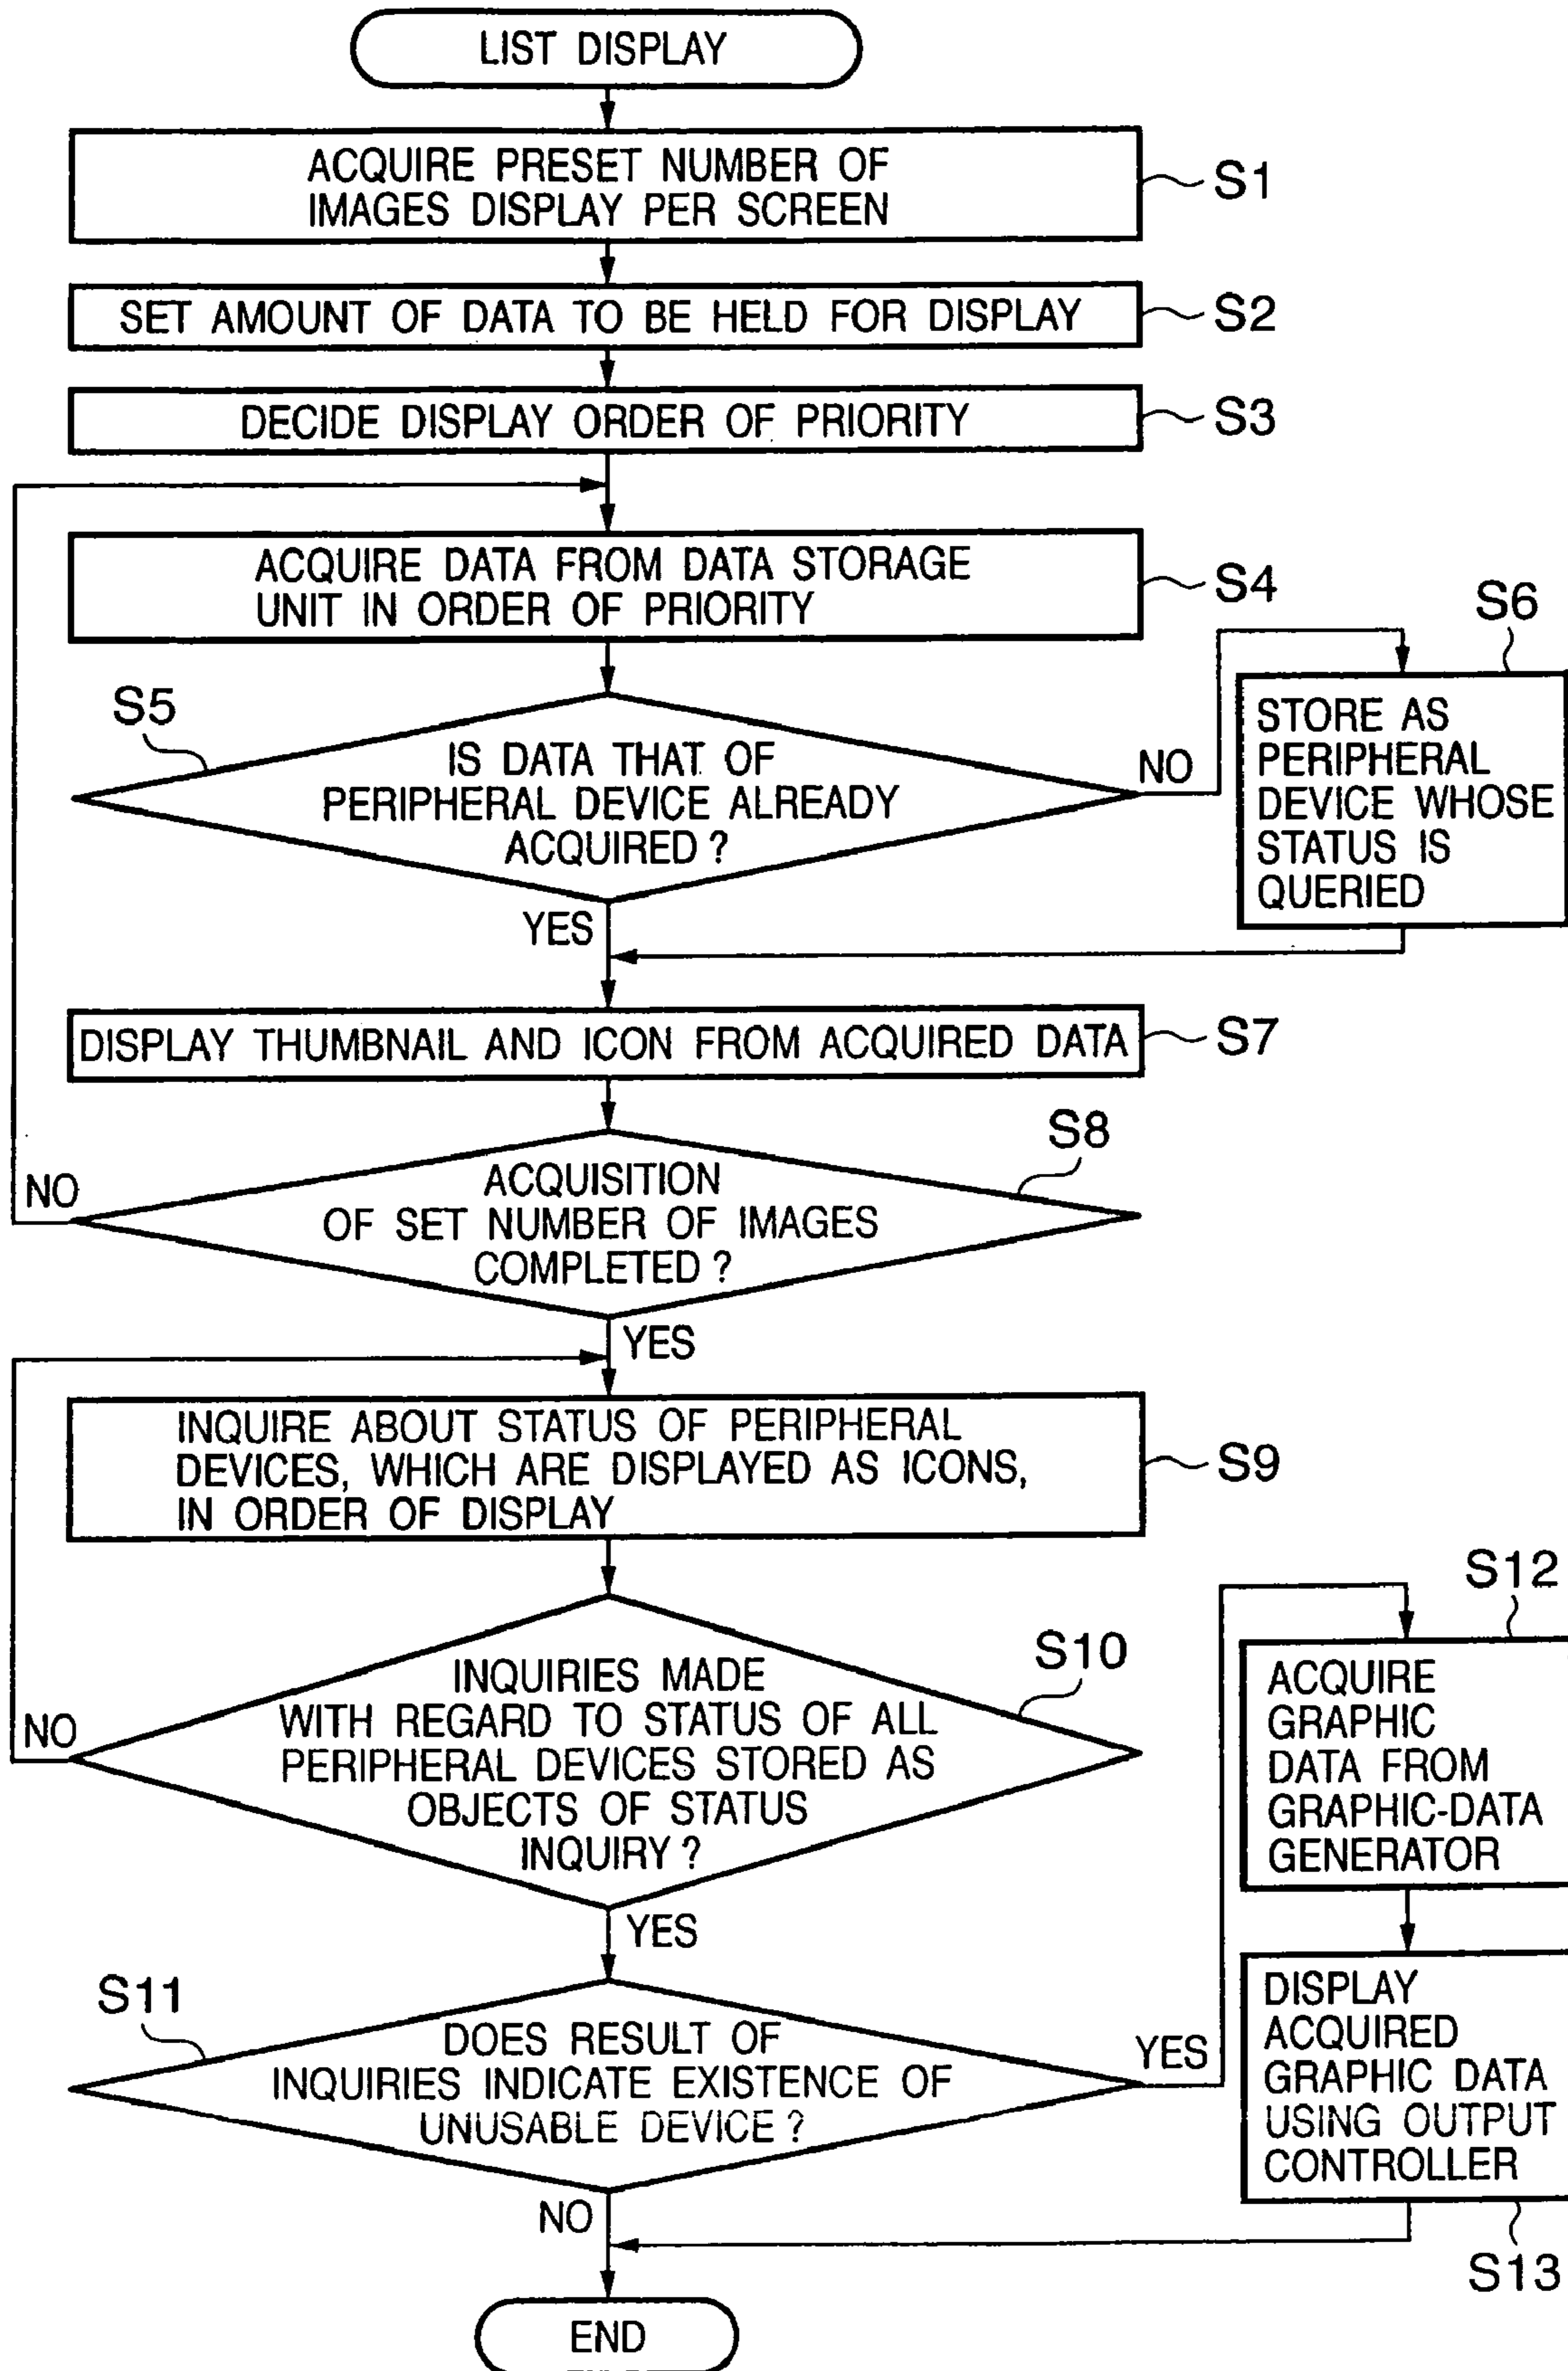 LIST DISPLAY
ACQUIRE PRESET NUMBER OF
IMAGES DISPLAY PER SCREEN
S1
SET AMOUNT OF DATA TO BE HELD FOR DISPLAY
S2
DECIDE DISPLAY ORDER OF PRIORITY
S3
ACQUIRE DATA FROM DATA STORAGE
UNIT IN ORDER OF PRIORITY
S4
S5
IS DATA THAT OF
PERIPHERAL DEVICE ALREADY
ACQUIRED ?
NO
YES
S6
STORE AS
PERIPHERAL
DEVICE WHOSE
STATUS IS
QUERIED
DISPLAY THUMBNAIL AND ICON FROM ACQUIRED DATA
S7
S8
ACQUISITION
OF SET NUMBER OF IMAGES
COMPLETED ?
NO
YES
INQUIRE ABOUT STATUS OF PERIPHERAL
DEVICES, WHICH ARE DISPLAYED AS ICONS,
IN ORDER OF DISPLAY
S9
S10
INQUIRIES MADE
WITH REGARD TO STATUS OF ALL
PERIPHERAL DEVICES STORED AS
OBJECTS OF STATUS
INQUIRY ?
NO
YES
S11
DOES RESULT OF
INQUIRIES INDICATE EXISTENCE OF
UNUSABLE DEVICE ?
YES
NO
S12
ACQUIRE
GRAPHIC
DATA FROM
GRAPHIC-DATA
GENERATOR
DISPLAY
ACQUIRED
GRAPHIC DATA
USING OUTPUT
CONTROLLER
S13
END